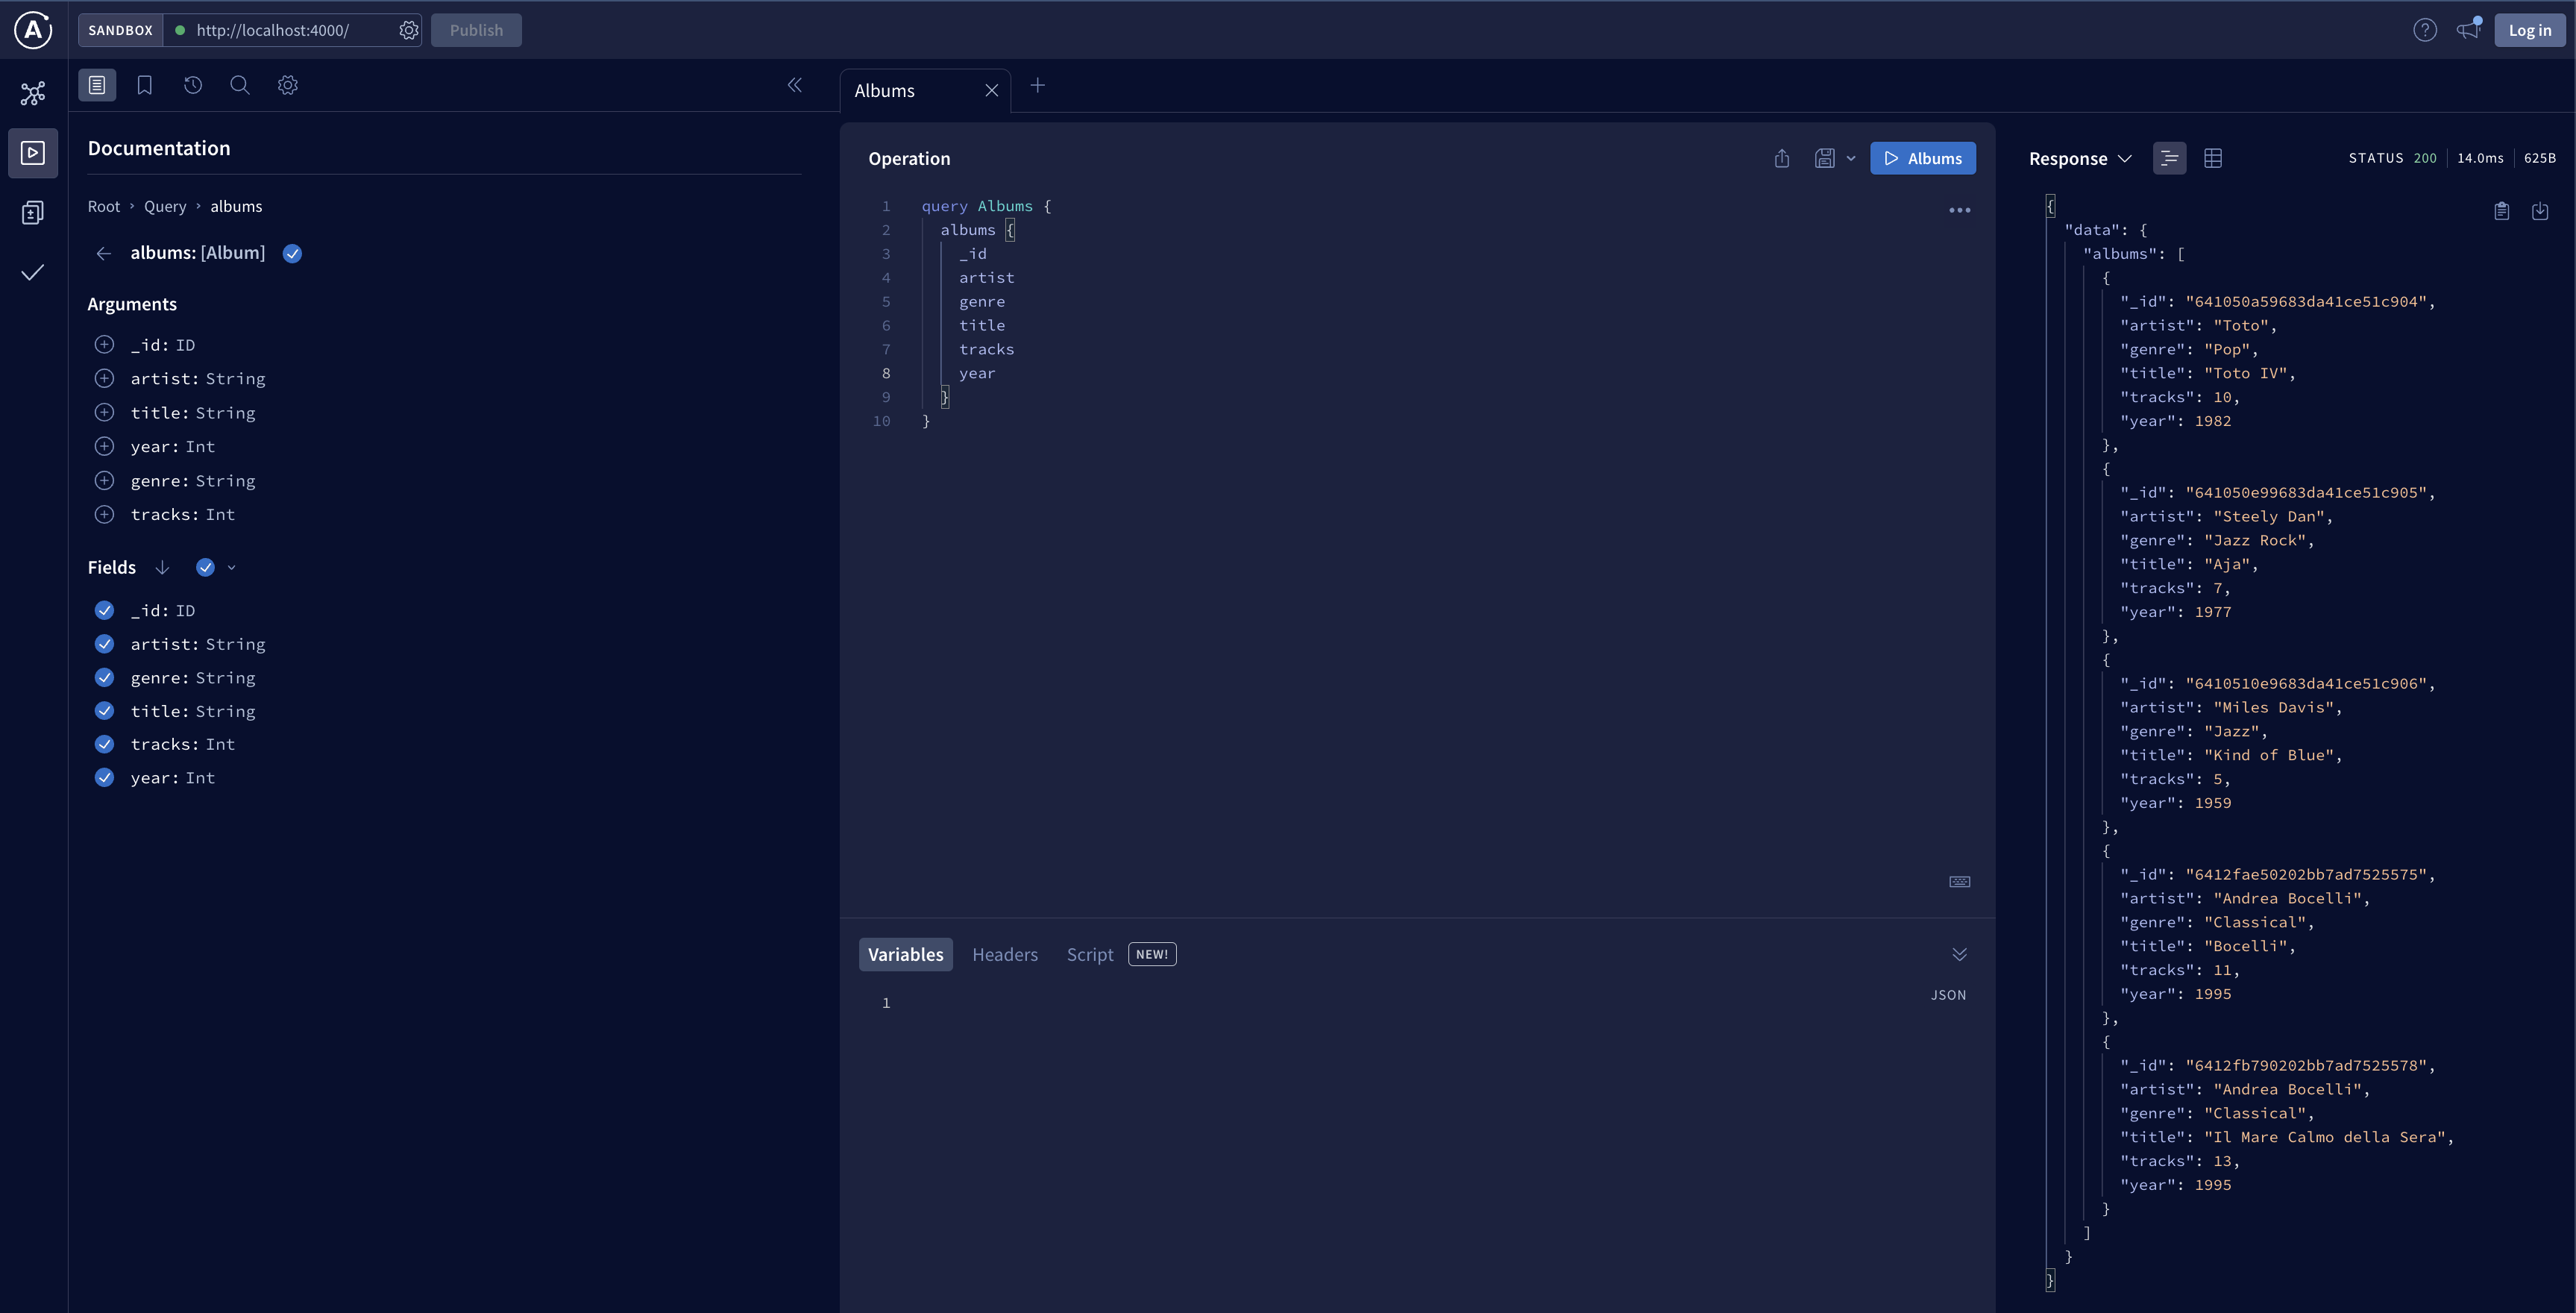 A SANDBOX http://localhost:4000/ Publish Log in
Documentation
Root › Query › albums
albums: [Album]
Arguments
_id: ID
artist: String
title: String
year: Int
genre: String
tracks: Int
Fields
_id: ID
artist: String
genre: String
title: String
tracks: Int
year: Int
Albums
Operation
Albums
1 query Albums {
2 albums {
3 _id
4 artist
5 genre
6 title
7 tracks
8 year
9 }
10 }
Variables Headers Script NEW!
JSON
1
Response STATUS 200 14.0ms 625B
{
"data": {
"albums": [
{
"_id": "641050a59683da41ce51c904",
"artist": "Toto",
"genre": "Pop",
"title": "Toto IV",
"tracks": 10,
"year": 1982
},
{
"_id": "641050e99683da41ce51c905",
"artist": "Steely Dan",
"genre": "Jazz Rock",
"title": "Aja",
"tracks": 7,
"year": 1977
},
{
"_id": "6410510e9683da41ce51c906",
"artist": "Miles Davis",
"genre": "Jazz",
"title": "Kind of Blue",
"tracks": 5,
"year": 1959
},
{
"_id": "6412fae50202bb7ad7525575",
"artist": "Andrea Bocelli",
"genre": "Classical",
"title": "Bocelli",
"tracks": 11,
"year": 1995
},
{
"_id": "6412fb790202bb7ad7525578",
"artist": "Andrea Bocelli",
"genre": "Classical",
"title": "Il Mare Calmo della Sera",
"tracks": 13,
"year": 1995
}
]
}
}